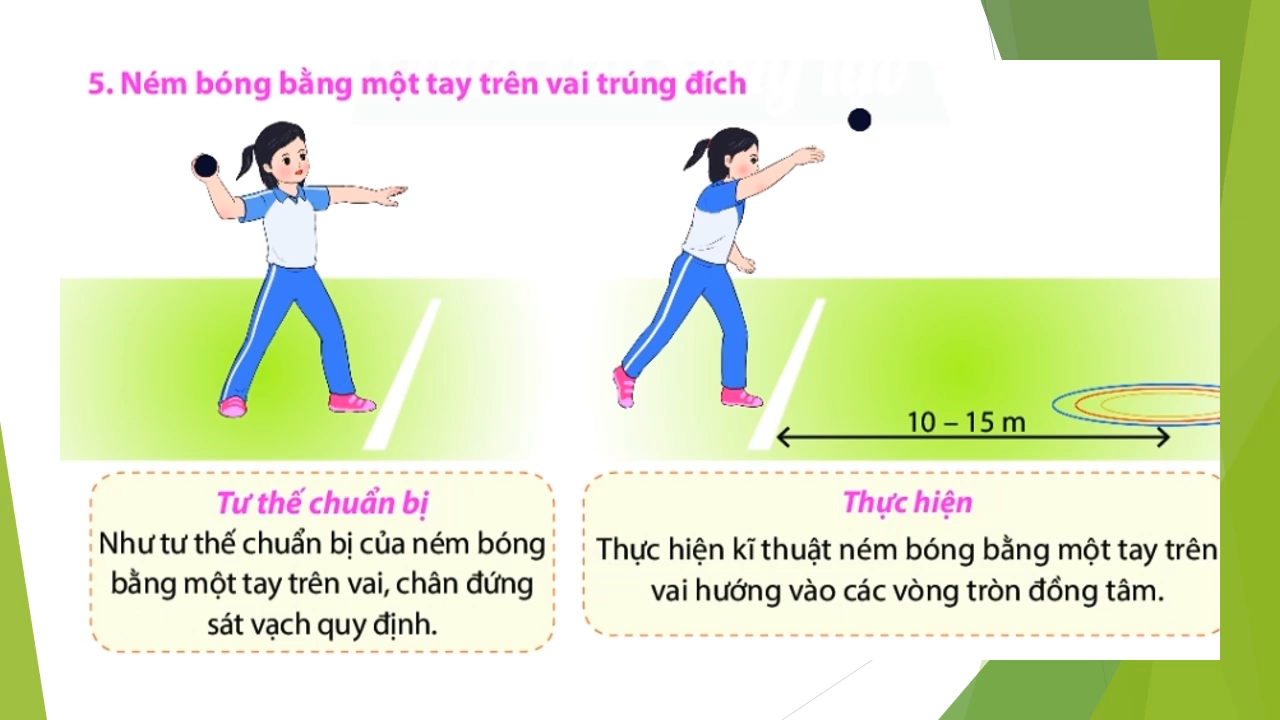 5. Ném bóng bằng một tay trên vai trúng đích
10 – 15 m
Tư thế chuẩn bị
Như tư thế chuẩn bị của ném bóng
bằng một tay trên vai, chân đứng
sát vạch quy định.
Thực hiện
Thực hiện kĩ thuật ném bóng bằng một tay trên
vai hướng vào các vòng tròn đồng tâm.